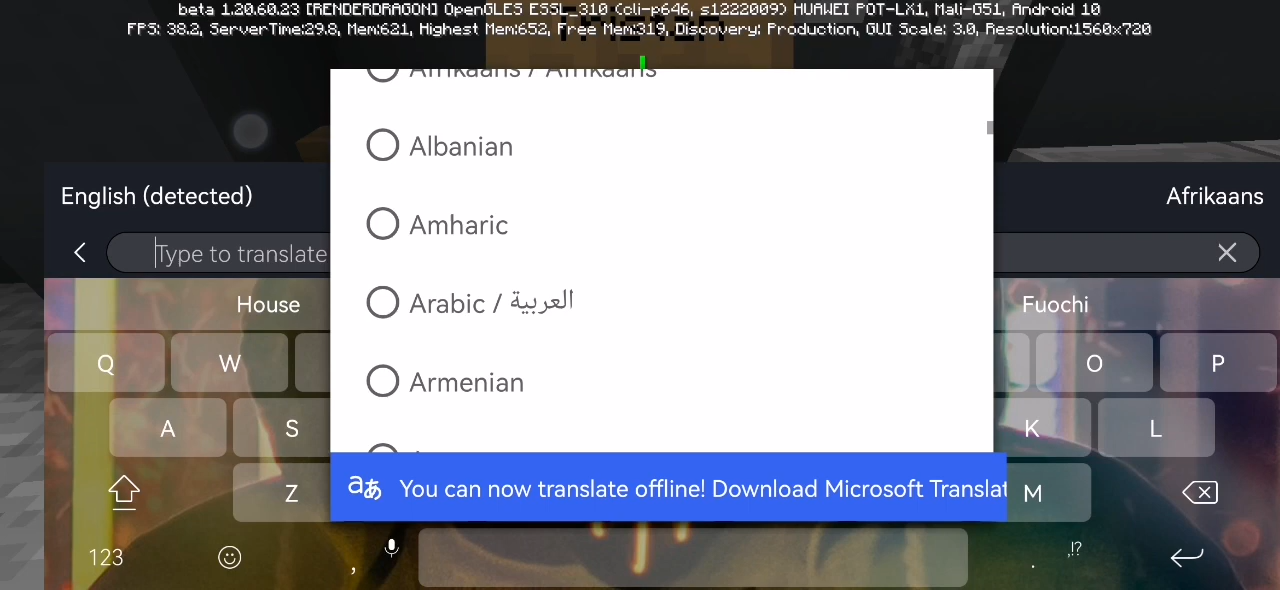 beta 1.20.60.23 [RENDERDRAGON] OpenGLES ESSL_310 (cli-p646, s1222009) HUAWEI POT-LX1, Mali-G51, Android 10
FPS: 38.2, ServerTime:29.8, Mem:621, Highest Mem:652, Free Mem:319, Discovery: Production, GUI Scale: 3.0, Resolution:1560x720
Afrikaans / Afrikaans
Albanian
Amharic
Arabic / العربية
Armenian
English (detected)
Afrikaans
Type to translate
House
Fuochi
Q W O P
A S K L
Z M
You can now translate offline! Download Microsoft Translat
123 , . ,!?